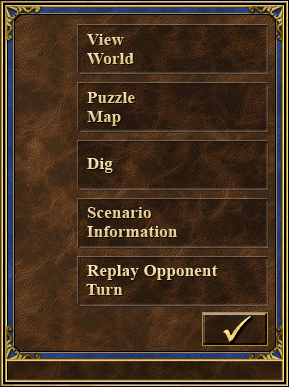 View
World
Puzzle
Map
Dig
Scenario
Information
Replay Opponent
Turn